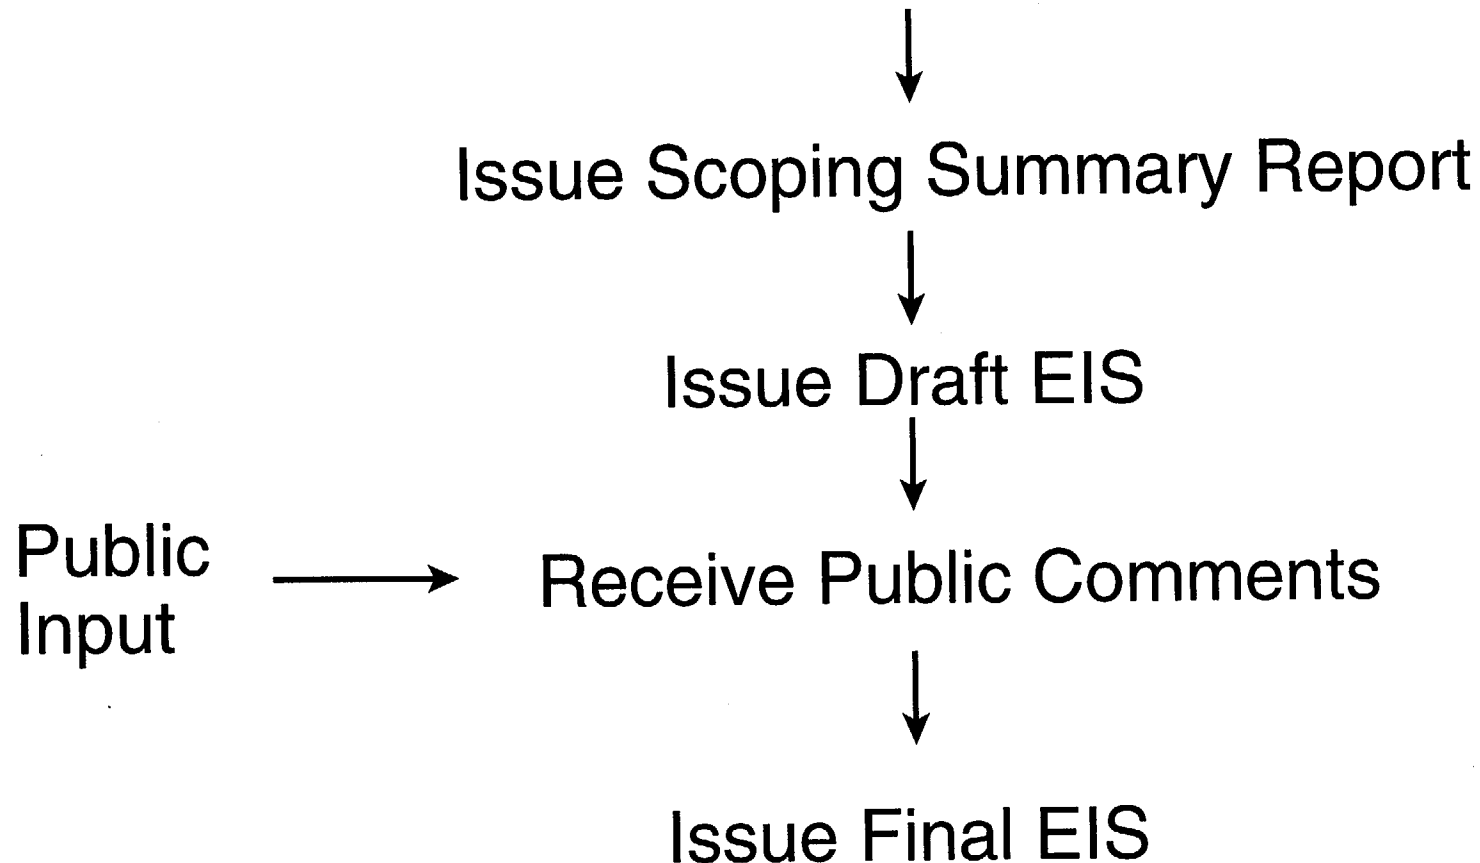 Issue Scoping Summary Report
Issue Draft EIS
Public
Input
Receive Public Comments
Issue Final EIS